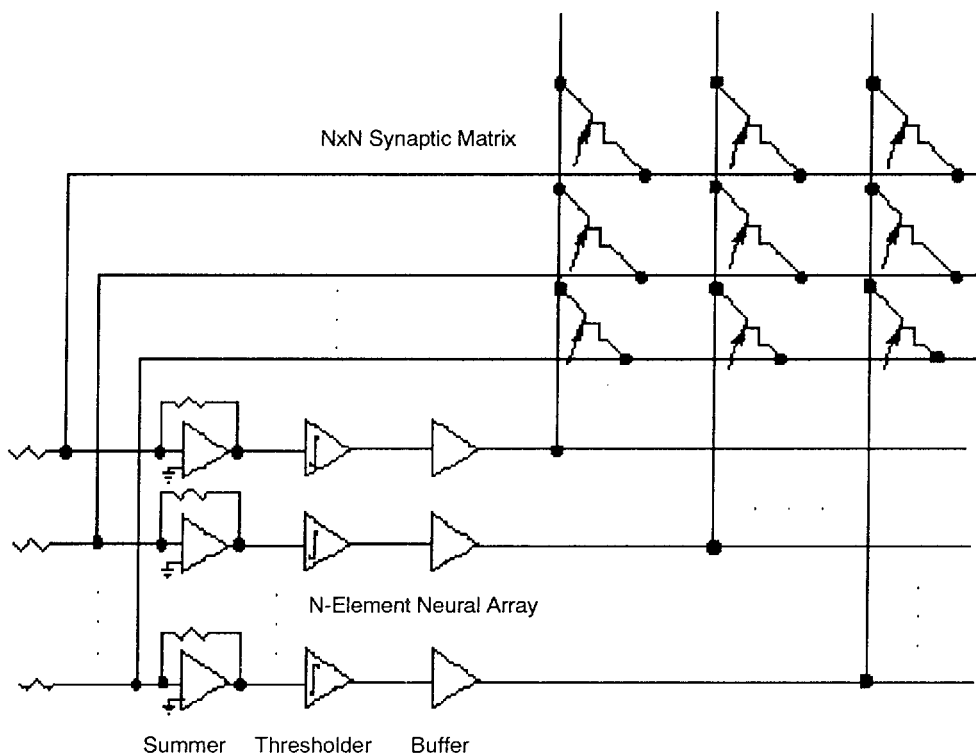 NxN Synaptic Matrix
N-Element Neural Array
Summer Thresholder Buffer